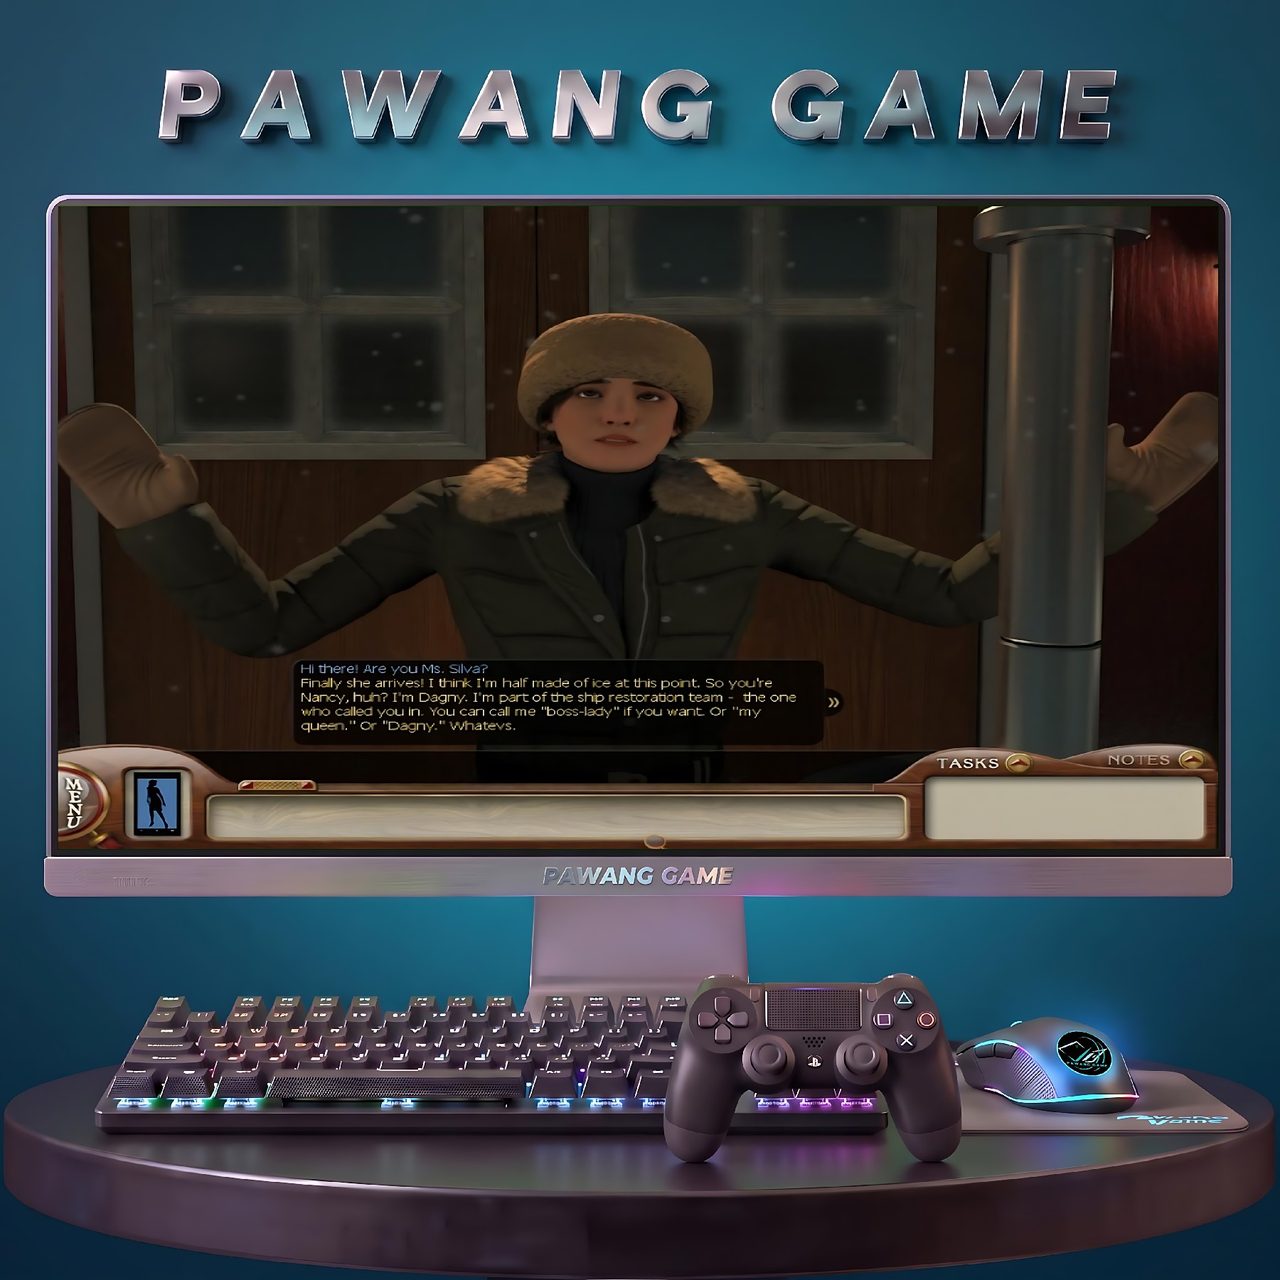 PAWANG GAME
Hi there! Are you Ms. Silva?
Finally she arrives! I think I'm half made of ice at this point. So you're
Nancy, huh? I'm Dagny. I'm part of the ship restoration team - the one
who called you in. You can call me "boss-lady" if you want. Or "my
queen." Or "Dagny." Whatevs.
»
TASKS
NOTES
MENU
PAWANG GAME